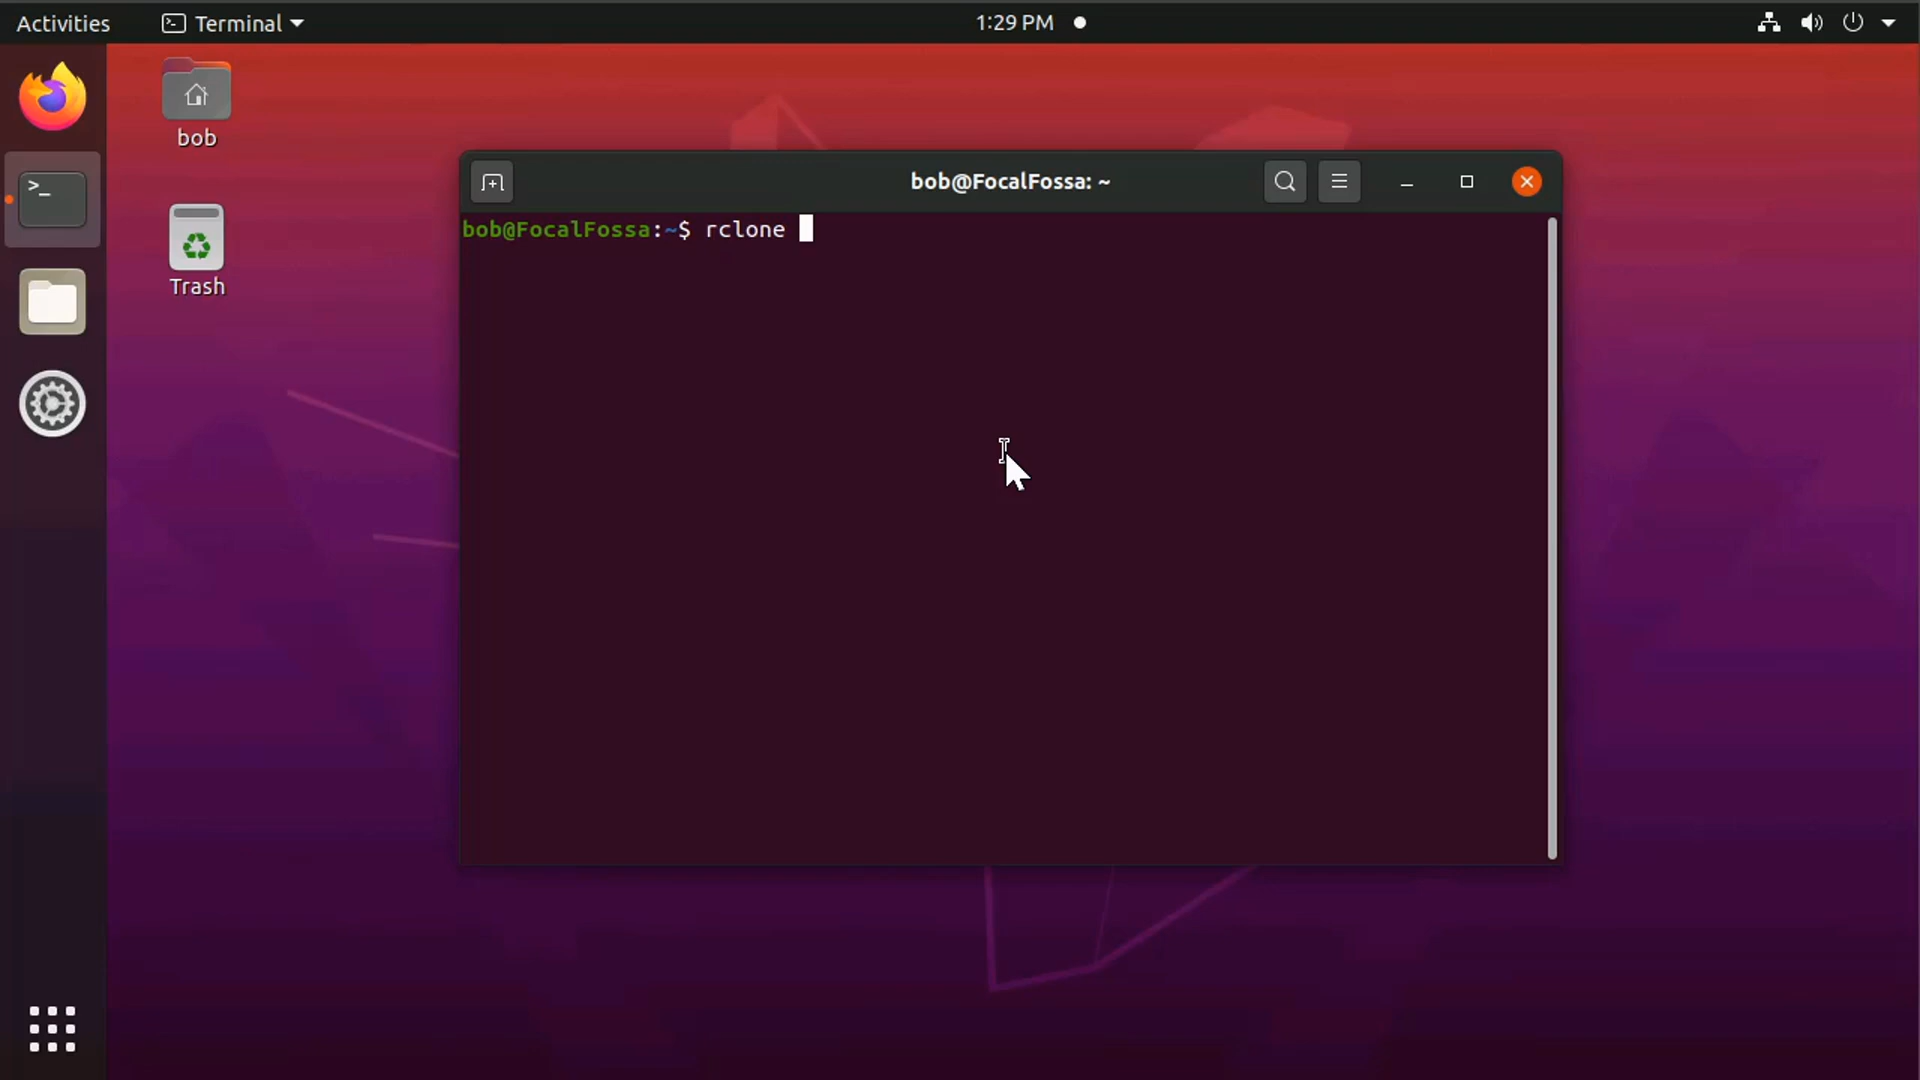 Activities
Terminal
1:29 PM
bob
Trash
bob@FocalFossa: ~
bob@FocalFossa:~$ rclone
>_